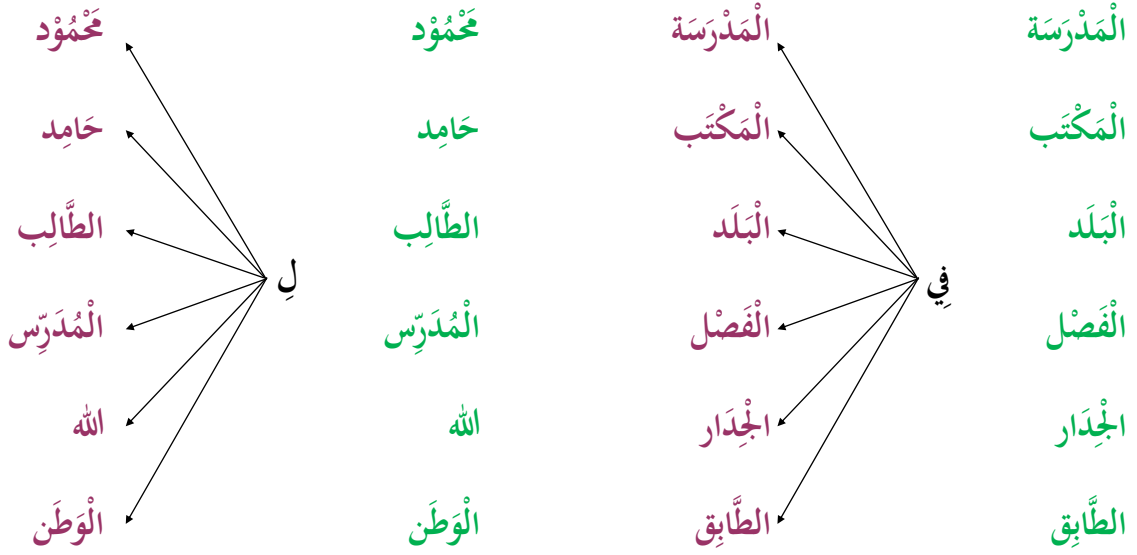 الْمَدْرَسَة الْمَدْرَسَة مَحْمُوْد مَحْمُوْد
الْمَكْتَب الْمَكْتَب حَامِد حَامِد
الْبَلَد الْبَلَد الطَّالِب الطَّالِب
فِي لِ
الْفَصْل الْفَصْل الْمُدَرِّس الْمُدَرِّس
الْجِدَار الْجِدَار الله الله
الطَّابِق الطَّابِق الْوَطَن الْوَطَن